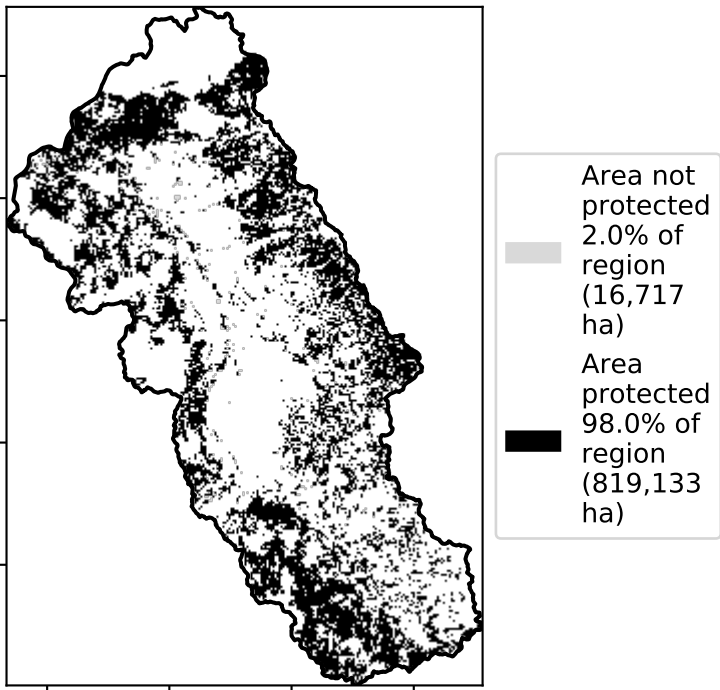 Area not
protected
2.0% of
region
(16,717
ha)
Area
protected
98.0% of
region
(819,133
ha)